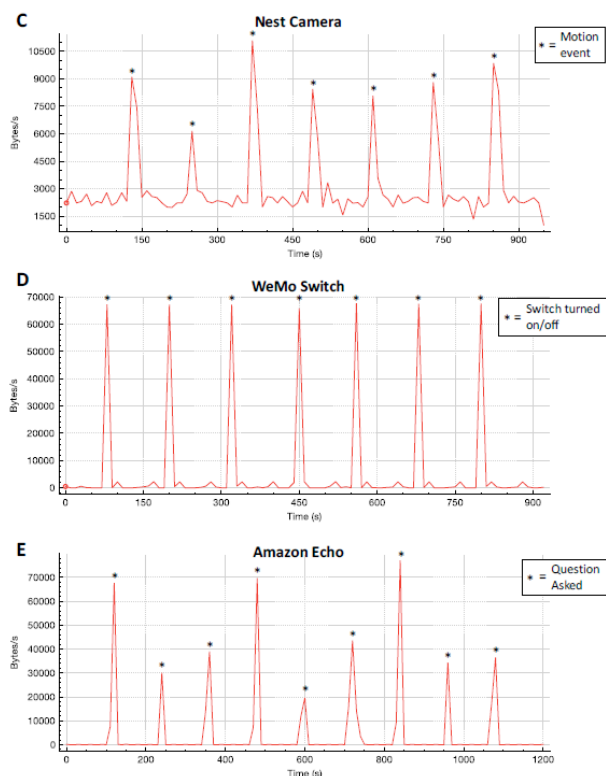 C
Nest Camera
* = Motion
event
Bytes/s
10500
9000
7500
6000
4500
3000
1500
0 150 300 450 600 750 900
Time (s)
D
WeMo Switch
* = Switch turned
on/off
Bytes/s
70000
60000
50000
40000
30000
20000
10000
0
0 150 300 450 600 750 900
Time (s)
E
Amazon Echo
* = Question
Asked
Bytes/s
70000
60000
50000
40000
30000
20000
10000
0
0 200 400 600 800 1000 1200
Time (s)